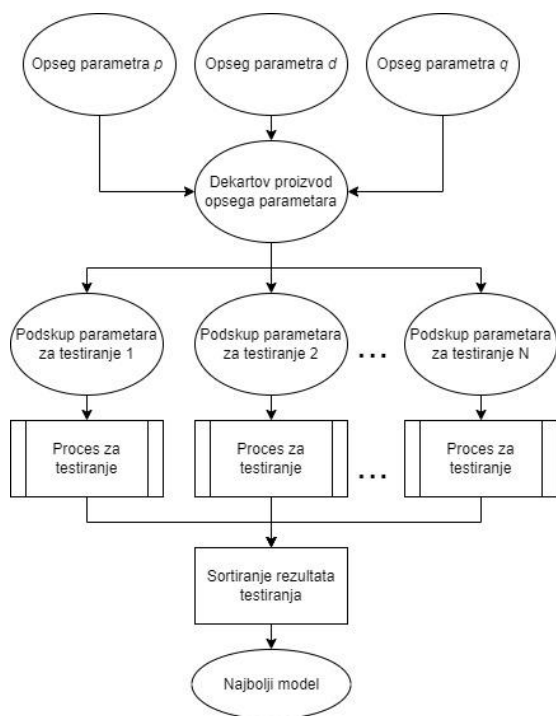 Opseg parametra p
Opseg parametra d
Opseg parametra q
Dekartov proizvod
opsega parametara
Podskup parametara
za testiranje 1
Podskup parametara
za testiranje 2
...
Podskup parametara
za testiranje N
Proces za
testiranje
Proces za
testiranje
...
Proces za
testiranje
Sortiranje rezultata
testiranja
Najbolji model